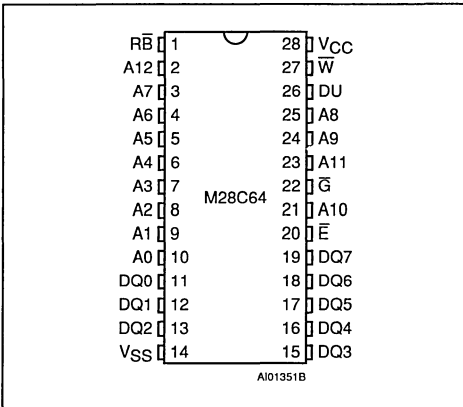 RB̅ 1 28 VCC
A12 2 27 W̅
A7 3 26 DU
A6 4 25 A8
A5 5 24 A9
A4 6 23 A11
A3 7 22 G̅
M28C64
A2 8 21 A10
A1 9 20 E̅
A0 10 19 DQ7
DQ0 11 18 DQ6
DQ1 12 17 DQ5
DQ2 13 16 DQ4
VSS 14 15 DQ3
AI01351B